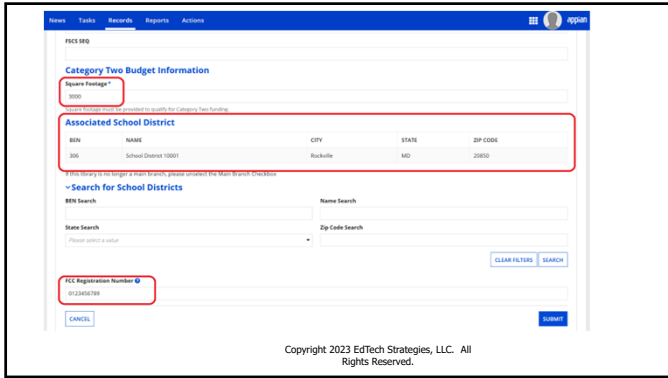 News Tasks Records Reports Actions appian
FSCS SEQ
Category Two Budget Information
Square Footage *
3000
Square footage must be provided to qualify for Category Two funding.
Associated School District
BEN NAME CITY STATE ZIP CODE
306 School District 10001 Rockville MD 20850
If this library is no longer a main branch, please unselect the Main Branch Checkbox
Search for School Districts
BEN Search Name Search
State Search Zip Code Search
Please select a value
CLEAR FILTERS SEARCH
FCC Registration Number
0123456789
CANCEL SUBMIT
Copyright 2023 EdTech Strategies, LLC. All
Rights Reserved.